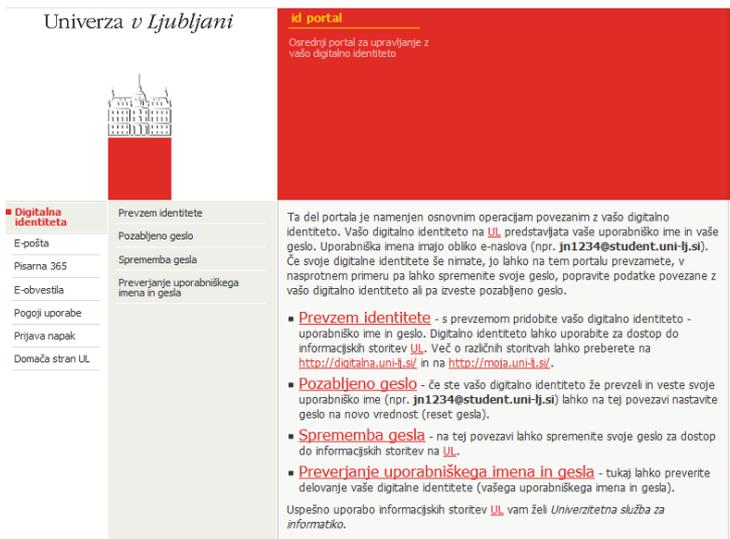 Univerza v Ljubljani
id portal
Osrednji portal za upravljanje z
vašo digitalno identiteto
Digitalna
identiteta
E-pošta
Pisarna 365
E-obvestila
Pogoji uporabe
Prijava napak
Domača stran UL
Prevzem identitete
Pozabljeno geslo
Sprememba gesla
Preverjanje uporabniškega
imena in gesla
Ta del portala je namenjen osnovnim operacijam povezanim z vašo digitalno
identiteto. Vašo digitalno identiteto na UL predstavljata vaše uporabniško ime in vaše
geslo. Uporabniška imena imajo obliko e-naslova (npr. jn1234@student.uni-lj.si).
Če svoje digitalne identitete še nimate, jo lahko na tem portalu prevzamete, v
nasprotnem primeru pa lahko spremenite svoje geslo, popravite podatke povezane z
vašo digitalno identiteto ali pa izveste pozabljeno geslo.
Prevzem identitete - s prevzemom pridobite vašo digitalno identiteto -
uporabniško ime in geslo. Digitalno identiteto lahko uporabite za dostop do
informacijskih storitev UL. Več o različnih storitvah lahko preberete na
http://digitalna.uni-lj.si/ in na http://moja.uni-lj.si/.
Pozabljeno geslo - če ste vašo digitalno identiteto že prevzeli in veste svoje
uporabniško ime (npr. jn1234@student.uni-lj.si) lahko na tej povezavi nastavite
geslo na novo vrednost (reset gesla).
Sprememba gesla - na tej povezavi lahko spremenite svoje geslo za dostop
do informacijskih storitev na UL.
Preverjanje uporabniškega imena in gesla - tukaj lahko preverite
delovanje vaše digitalne identitete (vašega uporabniškega imena in gesla).
Uspešno uporabo informacijskih storitev UL vam želi Univerzitetna služba za
informatiko.